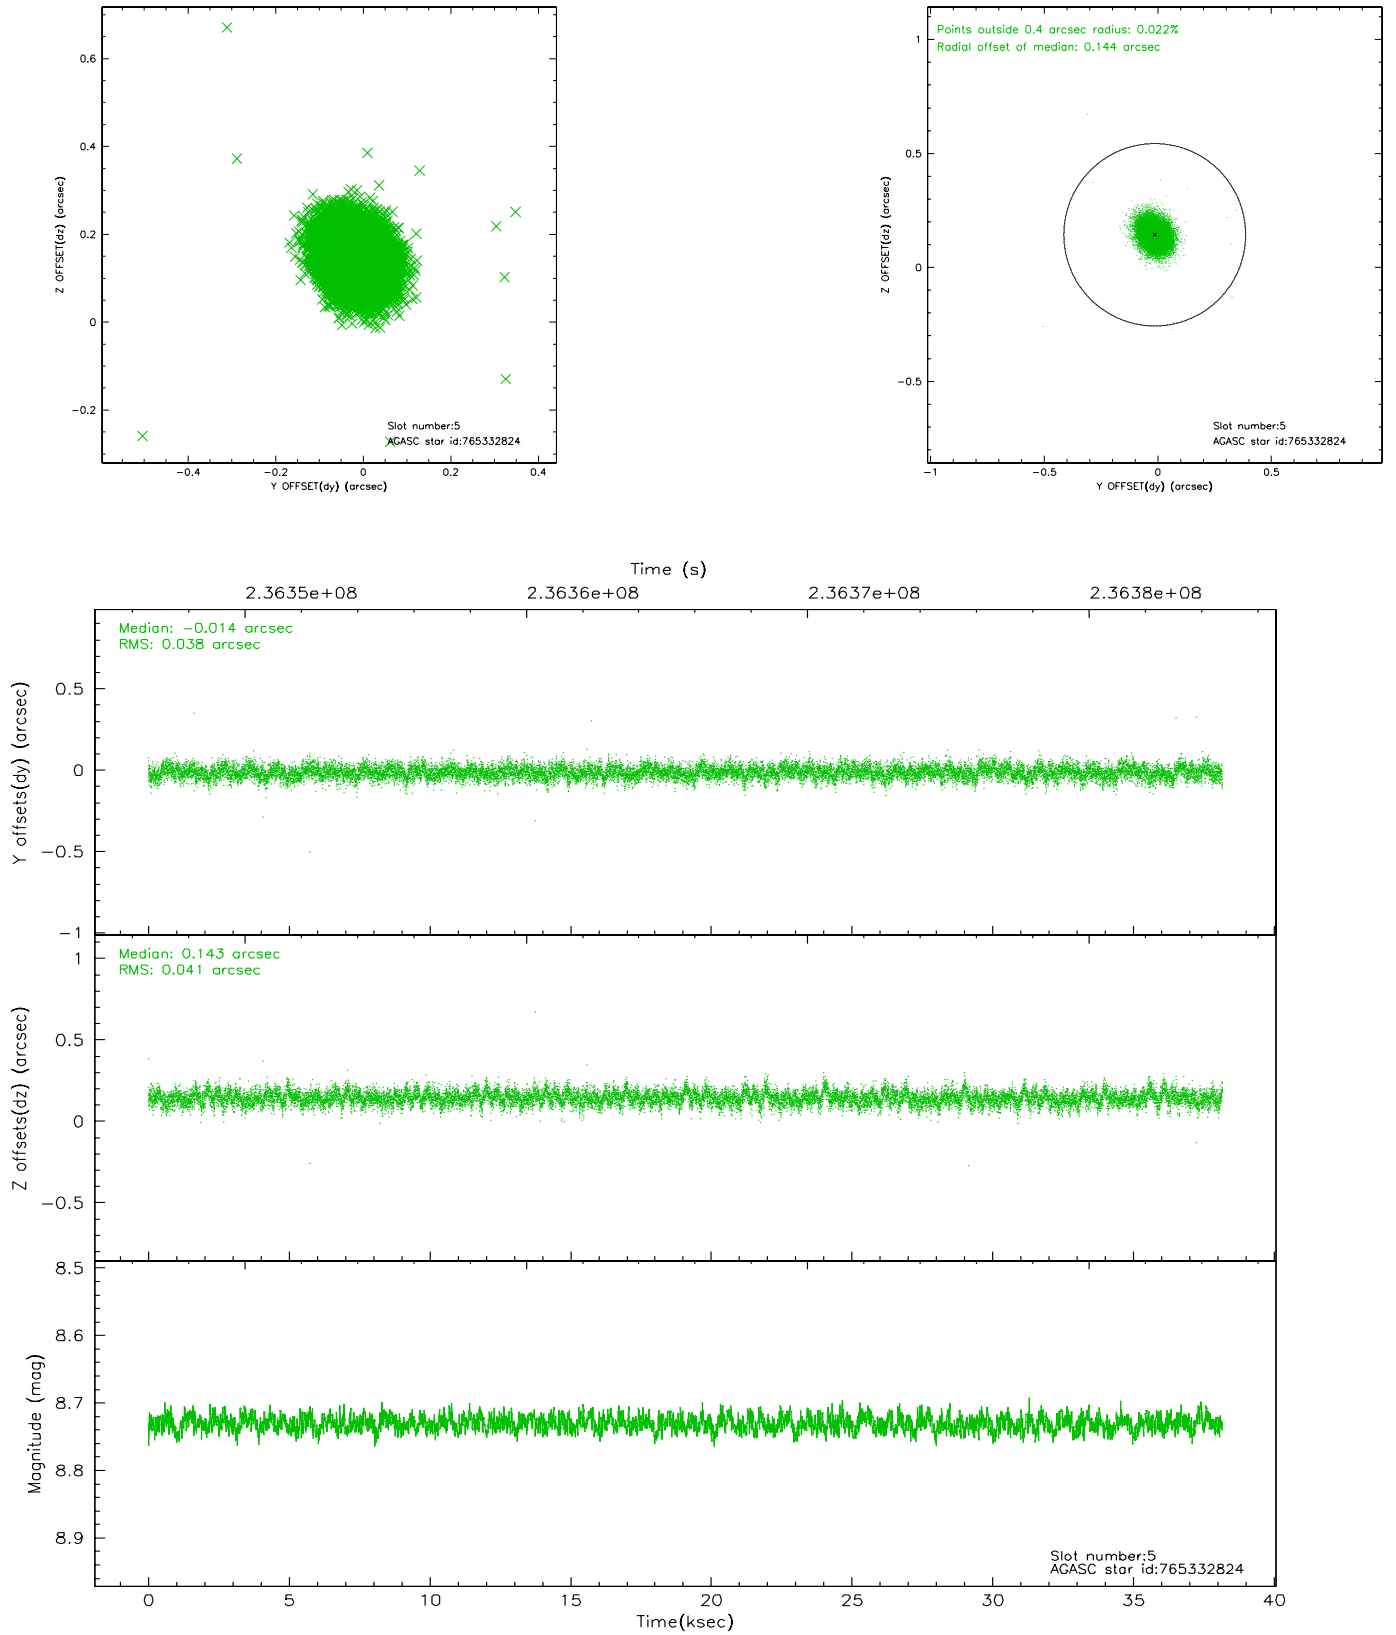 0.6
0.4
0.2
0
−0.2
Z OFFSET(dz) (arcsec)
Slot number:5
AGASC star id:765332824
−0.4
−0.2
0
0.2
0.4
Y OFFSET(dy) (arcsec)
Points outside 0.4 arcsec radius: 0.022%
Radial offset of median: 0.144 arcsec
1
0.5
0
−0.5
Z OFFSET(dz) (arcsec)
Slot number:5
AGASC star id:765332824
−1
−0.5
0
0.5
Y OFFSET(dy) (arcsec)
Time (s)
2.3635e+08
2.3636e+08
2.3637e+08
2.3638e+08
Median: −0.014 arcsec
RMS: 0.038 arcsec
0.5
0
−0.5
−1
Y offsets(dy) (arcsec)
Median: 0.143 arcsec
RMS: 0.041 arcsec
1
0.5
0
−0.5
Z offsets(dz) (arcsec)
8.5
8.6
8.7
8.8
8.9
Magnitude (mag)
Slot number:5
AGASC star id:765332824
0
5
10
15
20
25
30
35
40
Time(ksec)